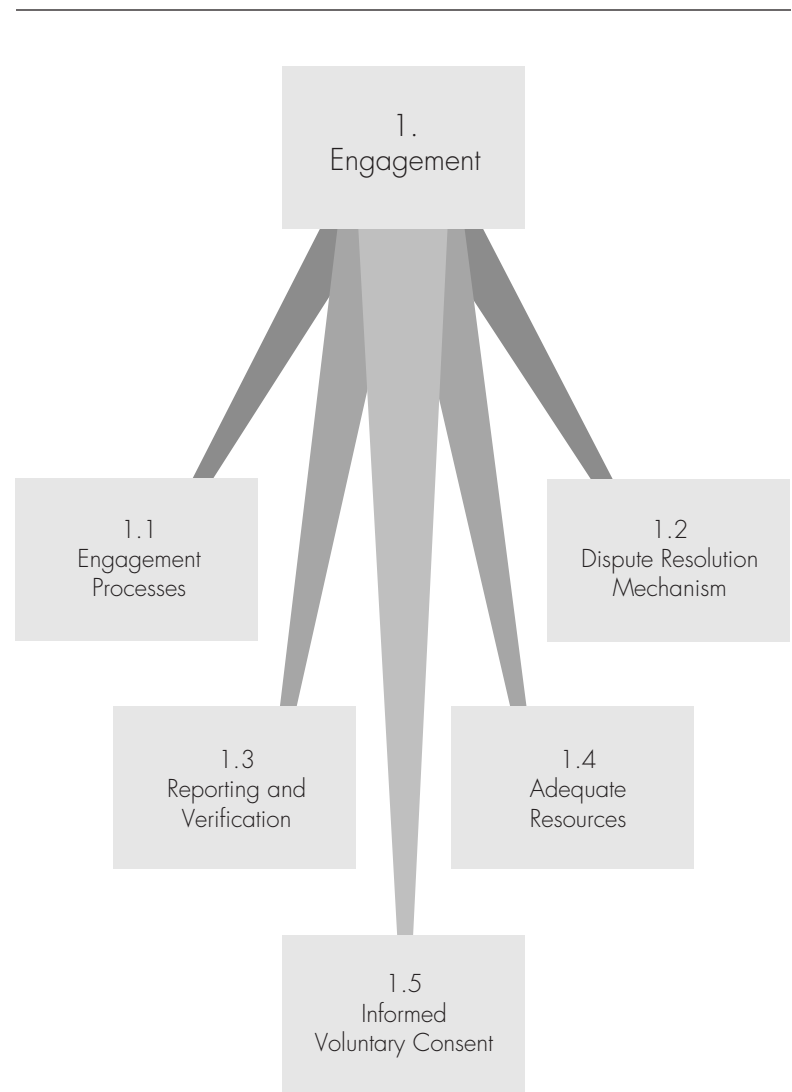 1.
Engagement
1.1
Engagement
Processes
1.2
Dispute Resolution
Mechanism
1.3
Reporting and
Verification
1.4
Adequate
Resources
1.5
Informed
Voluntary Consent